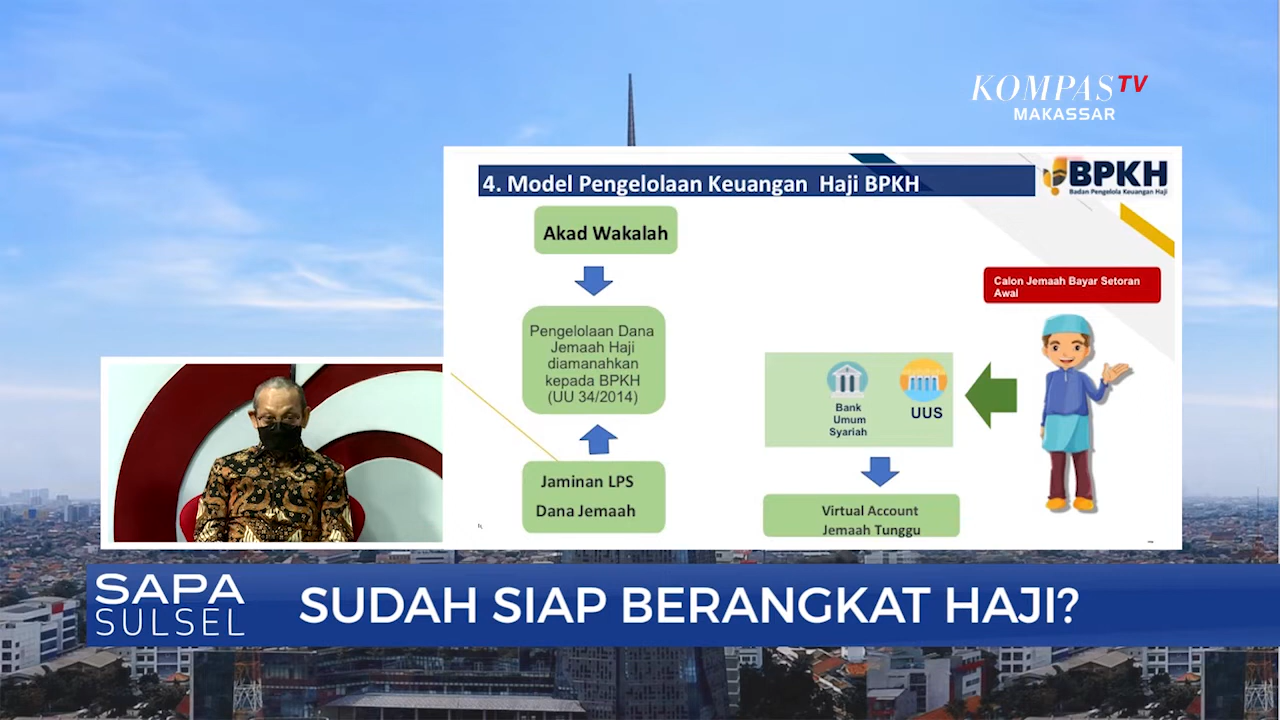 KOMPAS TV
MAKASSAR
4. Model Pengelolaan Keuangan Haji BPKH
BPKH
Badan Pengelola Keuangan Haji
Akad Wakalah
Pengelolaan Dana
Jemaah Haji
diamanahkan
kepada BPKH
(UU 34/2014)
Jaminan LPS
Dana Jemaah
Calon Jemaah Bayar Setoran
Awal
Bank
Umum
Syariah
UUS
Virtual Account
Jemaah Tunggu
SAPA
SULSEL
SUDAH SIAP BERANGKAT HAJI?